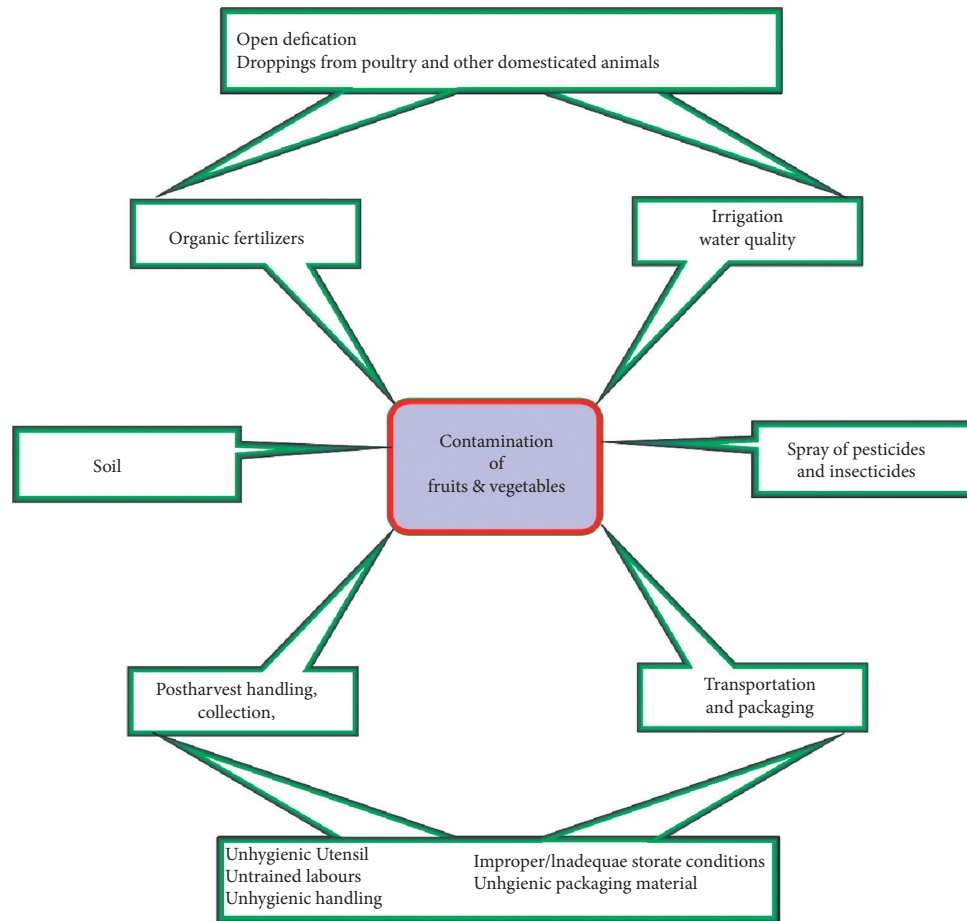 Open defication
Droppings from poultry and other domesticated animals
Organic fertilizers
Irrigation
water quality
Contamination
of
fruits & vegetables
Soil
Spray of pesticides
and insecticides
Postharvest handling,
collection,
Transportation
and packaging
Unhygienic Utensil
Untrained labours
Unhygienic handling
Improper/Inadequae storate conditions
Unhgienic packaging material